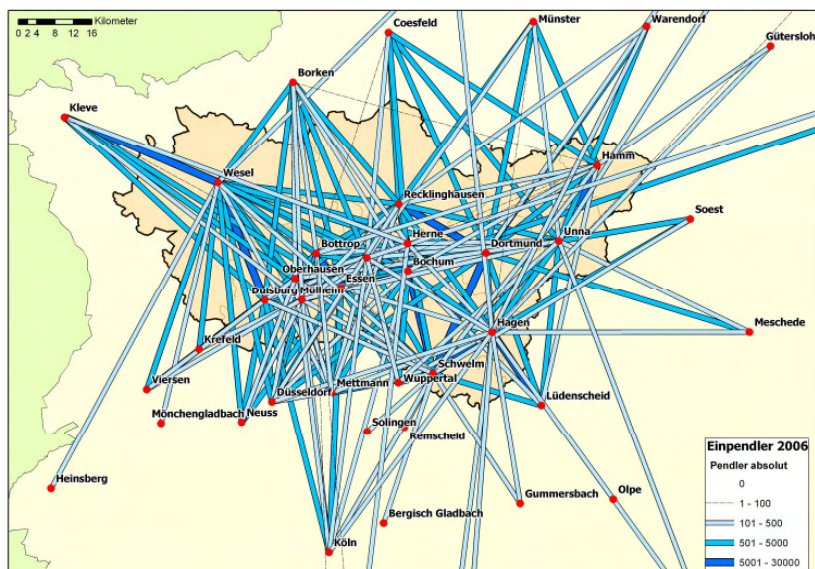 Kilometer
0 2 4 8 12 16
Coesfeld
Münster
Warendorf
Gütersloh
Borken
Kleve
Wesel
Hamm
Recklinghausen
Soest
Herne
Unna
Bottrop
Dortmund
Bochum
Oberhausen
Essen
Duisburg
Mülheim
Hagen
Meschede
Krefeld
Schwelm
Viersen
Mettmann
Wuppertal
Düsseldorf
Lüdenscheid
Mönchengladbach
Neuss
Solingen
Remscheid
Heinsberg
Gummersbach
Olpe
Bergisch Gladbach
Köln
Einpendler 2006
Pendler absolut
0
1 - 100
101 - 500
501 - 5000
5001 - 30000